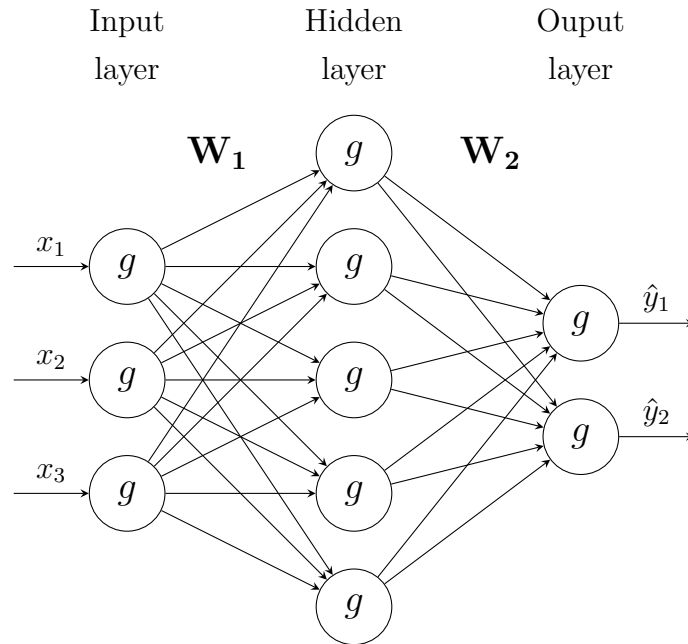 Input layer
Hidden layer
Ouput layer
W₁
W₂
g
g
g
g
g
g
g
g
g
g
x₁
x₂
x₃
ŷ₁
ŷ₂